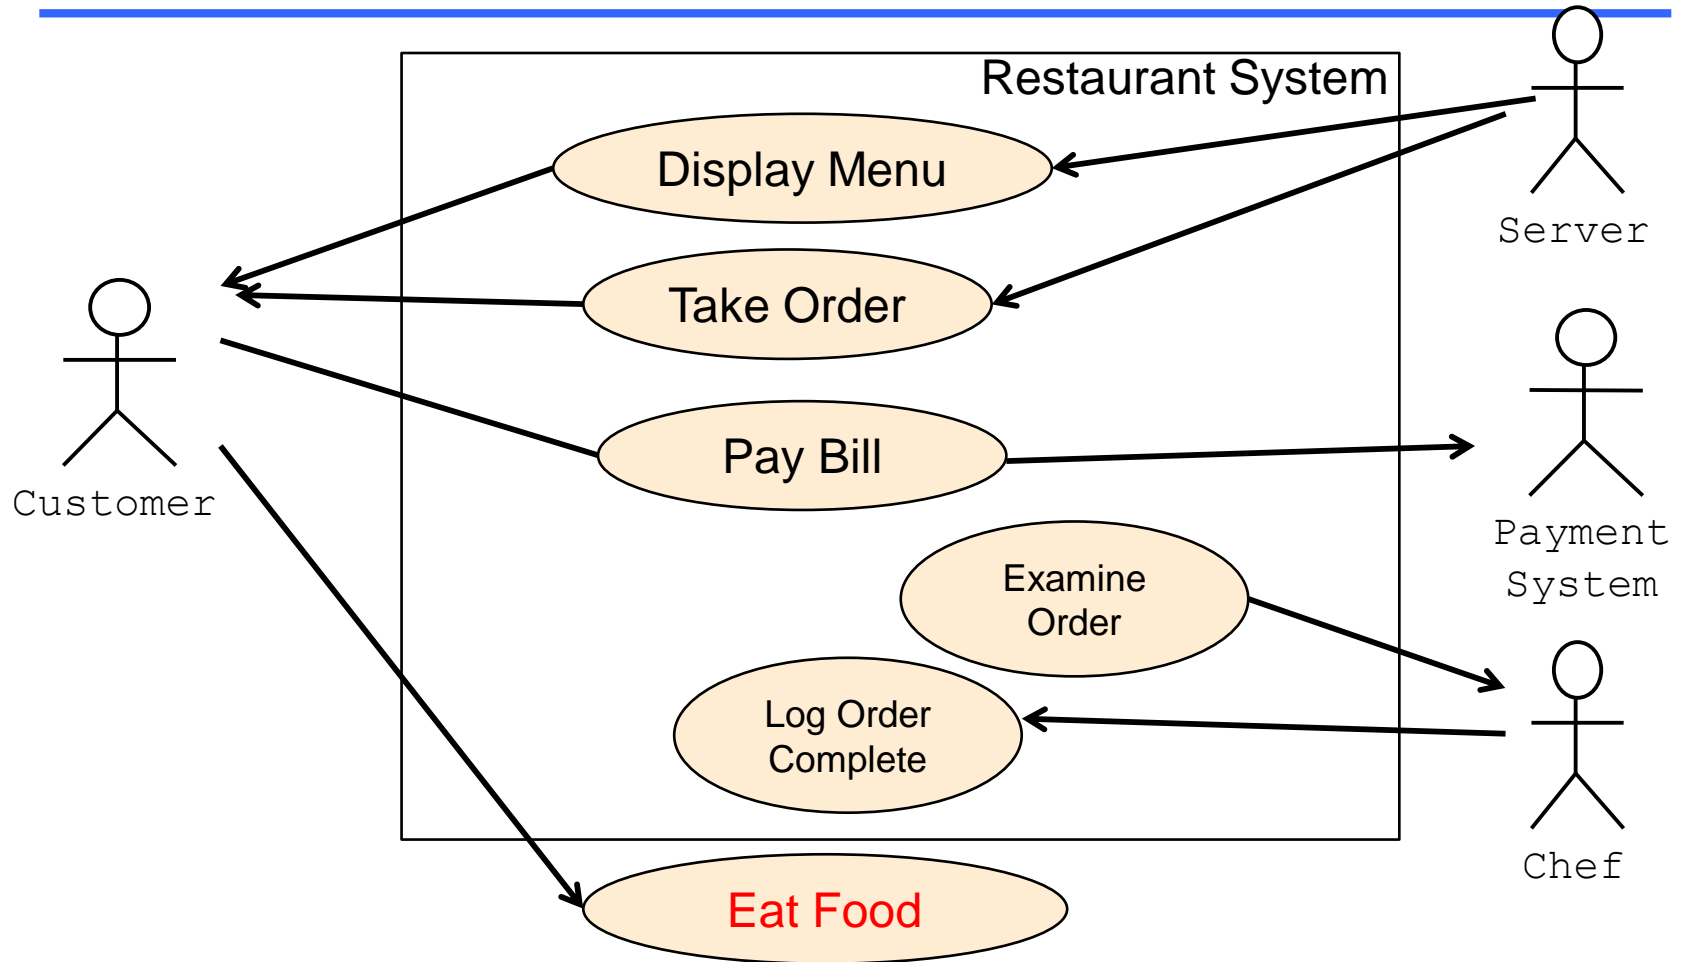 Restaurant System
Display Menu
Server
Take Order
Pay Bill
Customer
Payment
System
Examine
Order
Log Order
Complete
Chef
Eat Food